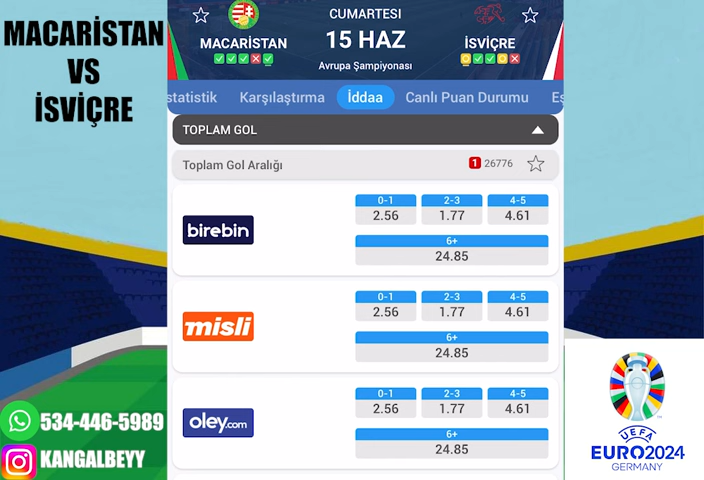 MACARİSTAN
VS
İSVİÇRE
534-446-5989
KANGALBEYY
CUMARTESI
15 HAZ
MACARİSTAN
İSVİÇRE
Avrupa Şampiyonası
statistik Karşılaştırma İddaa Canlı Puan Durumu Eş
TOPLAM GOL
Toplam Gol Aralığı 1 26776
birebin
0-1 2-3 4-5
2.56 1.77 4.61
6+
24.85
misli
0-1 2-3 4-5
2.56 1.77 4.61
6+
24.85
oley.com
0-1 2-3 4-5
2.56 1.77 4.61
6+
24.85
UEFA
EURO2024
GERMANY